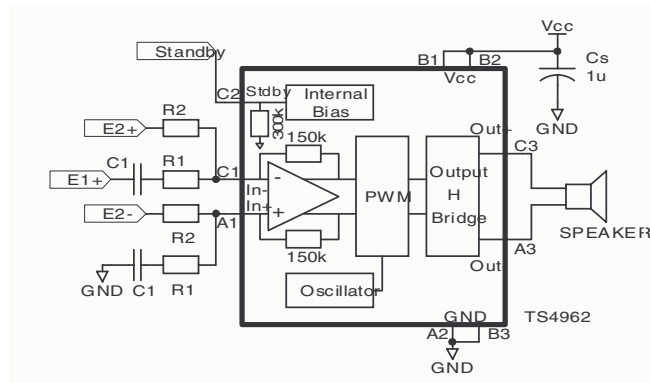 Vcc
Standby
B1
B2
Cs
1u
Vcc
C2
Stdby
Internal
Bias
GND
R2
300k
E2+
150k
Out+
C1
R1
C1
C3
E1+
-
Output
H
Bridge
In-
In+
PWM
E2-
+
A1
SPEAKER
R2
150k
A3
Out
GND
C1
R1
Oscillator
GND
TS4962
A2
B3
GND